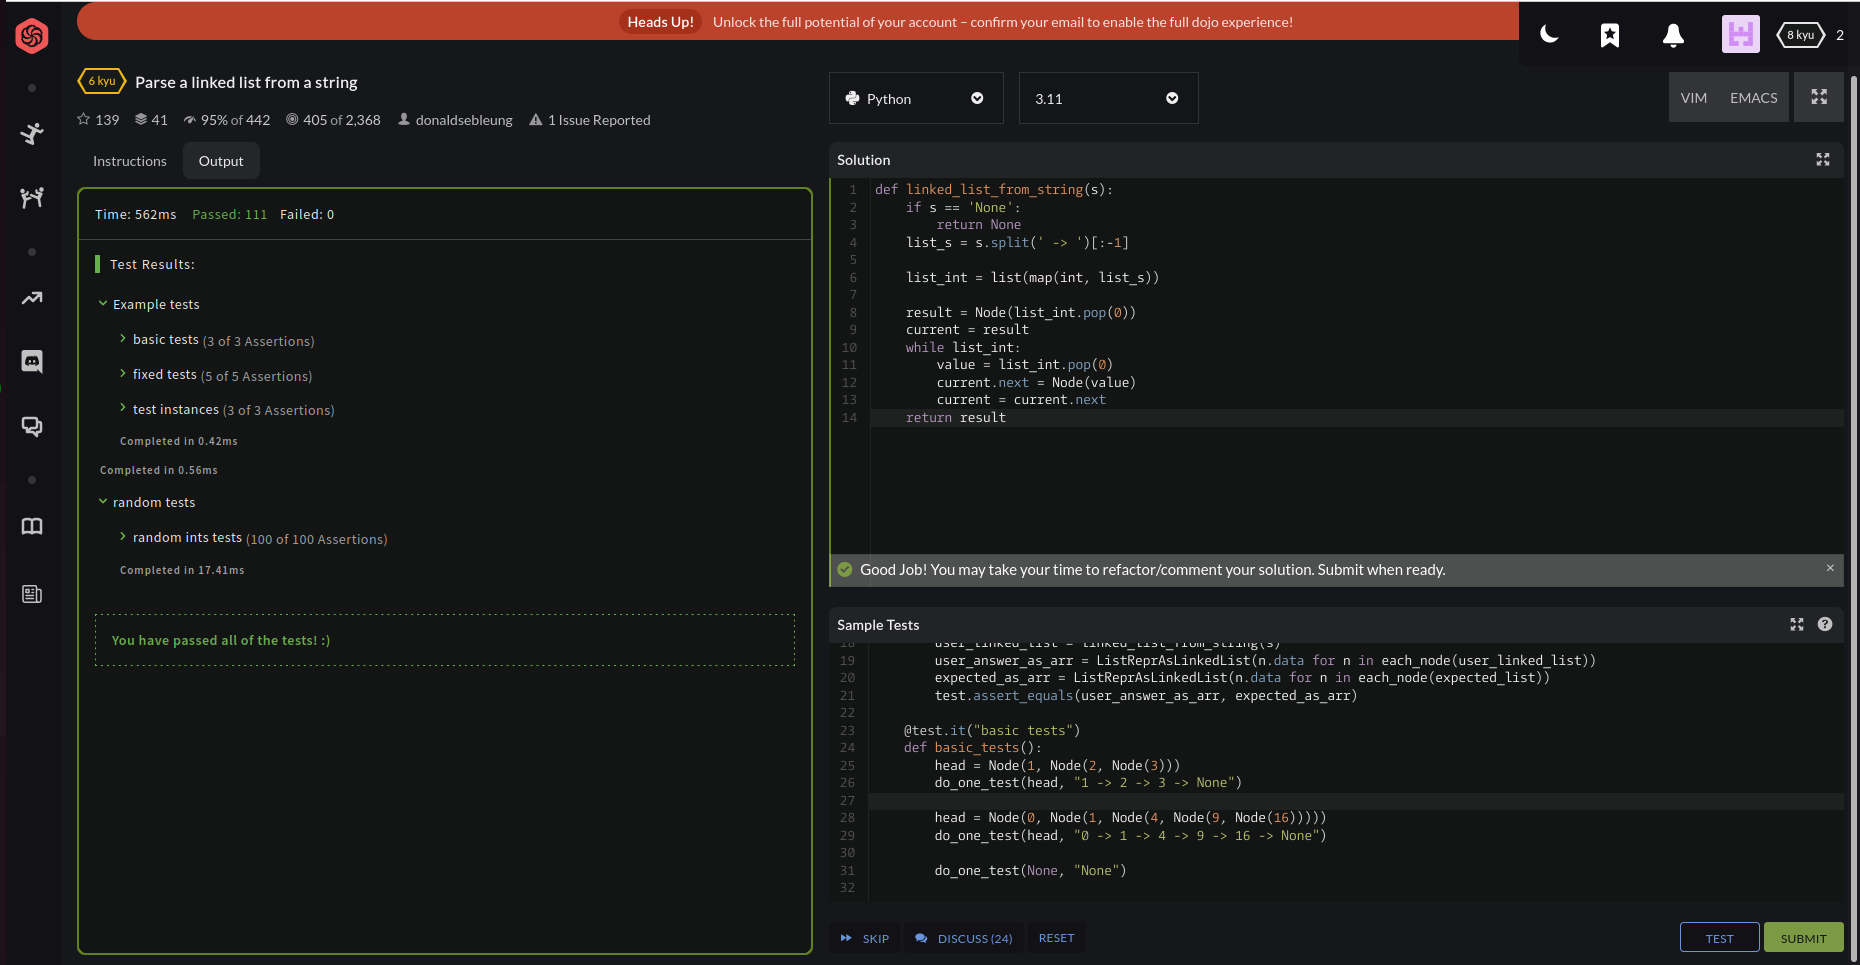 Heads Up! Unlock the full potential of your account – confirm your email to enable the full dojo experience!
8 kyu 2
6 kyu Parse a linked list from a string
139 41 95% of 442 405 of 2,368 donaldsebleung 1 Issue Reported
Instructions Output
Time: 562ms Passed: 111 Failed: 0
Test Results:
Example tests
basic tests (3 of 3 Assertions)
fixed tests (5 of 5 Assertions)
test instances (3 of 3 Assertions)
Completed in 0.42ms
Completed in 0.56ms
random tests
random ints tests (100 of 100 Assertions)
Completed in 17.41ms
You have passed all of the tests! :)
Python 3.11 VIM EMACS
Solution
1 def linked_list_from_string(s):
2     if s == 'None':
3         return None
4     list_s = s.split(' -> ')[:-1]
5
6     list_int = list(map(int, list_s))
7
8     result = Node(list_int.pop(0))
9     current = result
10     while list_int:
11         value = list_int.pop(0)
12         current.next = Node(value)
13         current = current.next
14     return result
Good Job! You may take your time to refactor/comment your solution. Submit when ready.
Sample Tests
18         user_linked_list = linked_list_from_string(s)
19         user_answer_as_arr = ListReprAsLinkedList(n.data for n in each_node(user_linked_list))
20         expected_as_arr = ListReprAsLinkedList(n.data for n in each_node(expected_list))
21         test.assert_equals(user_answer_as_arr, expected_as_arr)
22
23     @test.it("basic tests")
24     def basic_tests():
25         head = Node(1, Node(2, Node(3)))
26         do_one_test(head, "1 -> 2 -> 3 -> None")
27
28         head = Node(0, Node(1, Node(4, Node(9, Node(16)))))
29         do_one_test(head, "0 -> 1 -> 4 -> 9 -> 16 -> None")
30
31         do_one_test(None, "None")
32
SKIP DISCUSS (24) RESET TEST SUBMIT